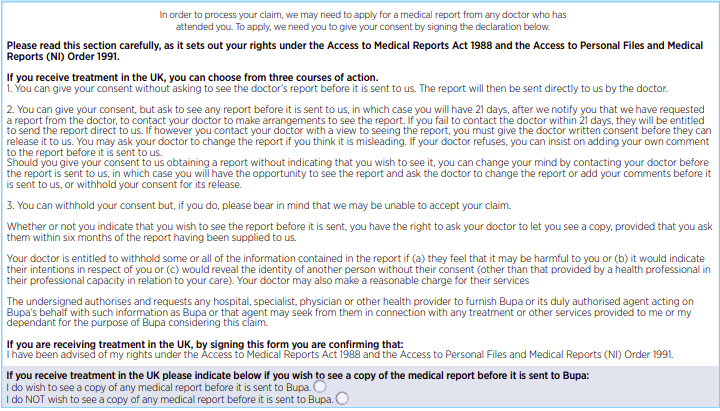 In order to process your claim, we may need to apply for a medical report from any doctor who has
attended you. To apply, we need you to give your consent by signing the declaration below.
Please read this section carefully, as it sets out your rights under the Access to Medical Reports Act 1988 and the Access to Personal Files and Medical
Reports (NI) Order 1991.
If you receive treatment in the UK, you can choose from three courses of action.
1. You can give your consent without asking to see the doctor's report before it is sent to us. The report will then be sent directly to us by the doctor.
2. You can give your consent, but ask to see any report before it is sent to us, in which case you will have 21 days, after we notify you that we have requested
a report from the doctor, to contact your doctor to make arrangements to see the report. If you fail to contact the doctor within 21 days, they will be entitled
to send the report direct to us. If however you contact your doctor with a view to seeing the report, you must give the doctor written consent before they can
release it to us. You may ask your doctor to change the report if you think it is misleading. If your doctor refuses, you can insist on adding your own comment
to the report before it is sent to us.
Should you give your consent to us obtaining a report without indicating that you wish to see it, you can change your mind by contacting your doctor before
the report is sent to us, in which case you will have the opportunity to see the report and ask the doctor to change the report or add your comments before it
is sent to us, or withhold your consent for its release.
3. You can withhold your consent but, if you do, please bear in mind that we may be unable to accept your claim.
Whether or not you indicate that you wish to see the report before it is sent, you have the right to ask your doctor to let you see a copy, provided that you ask
them within six months of the report having been supplied to us.
Your doctor is entitled to withhold some or all of the information contained in the report if (a) they feel that it may be harmful to you or (b) it would indicate
their intentions in respect of you or (c) would reveal the identity of another person without their consent (other than that provided by a health professional in
their professional capacity in relation to your care). Your doctor may also make a reasonable charge for their services
The undersigned authorises and requests any hospital, specialist, physician or other health provider to furnish Bupa or its duly authorised agent acting on
Bupa's behalf with such information as Bupa or that agent may seek from them in connection with any treatment or other services provided to me or my
dependant for the purpose of Bupa considering this claim.
If you are receiving treatment in the UK, by signing this form you are confirming that:
I have been advised of my rights under the Access to Medical Reports Act 1988 and the Access to Personal Files and Medical Reports (NI) Order 1991.
If you receive treatment in the UK please indicate below if you wish to see a copy of the medical report before it is sent to Bupa:
I do wish to see a copy of any medical report before it is sent to Bupa.
I do NOT wish to see a copy of any medical report before it is sent to Bupa.